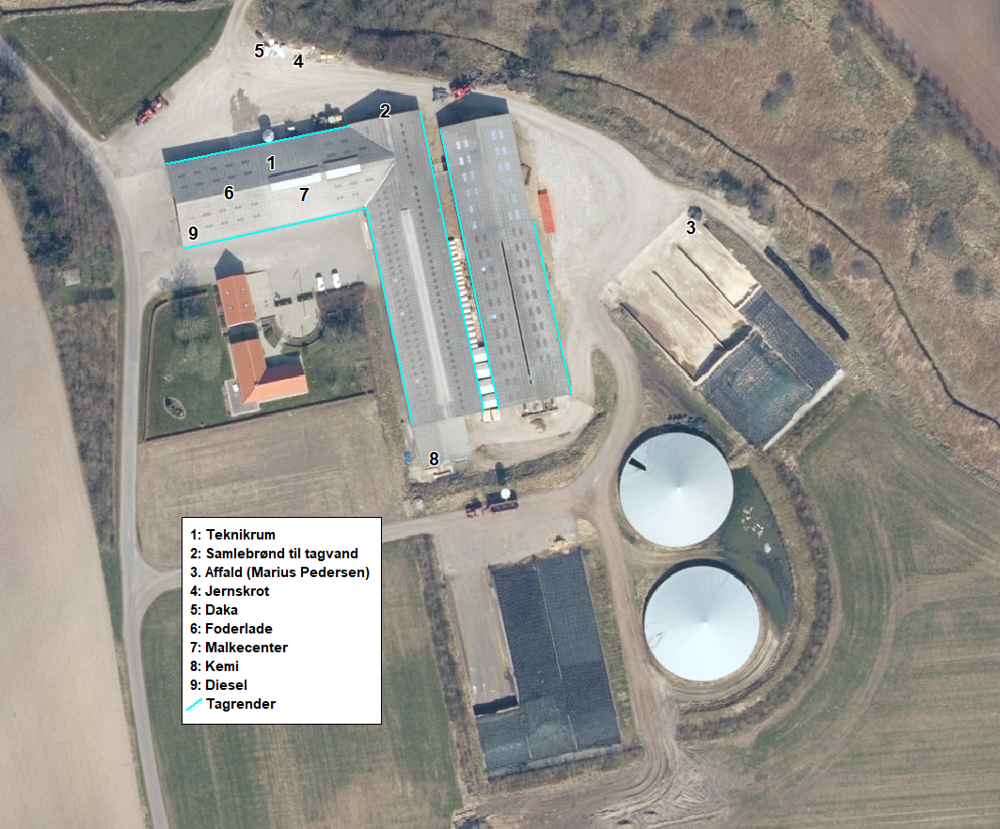 5
4
2
1
6
7
9
3
8
1: Teknikrum
2: Samlebrønd til tagvand
3. Affald (Marius Pedersen)
4: Jernskrot
5: Daka
6: Foderlade
7: Malkecenter
8: Kemi
9: Diesel
Tagrender